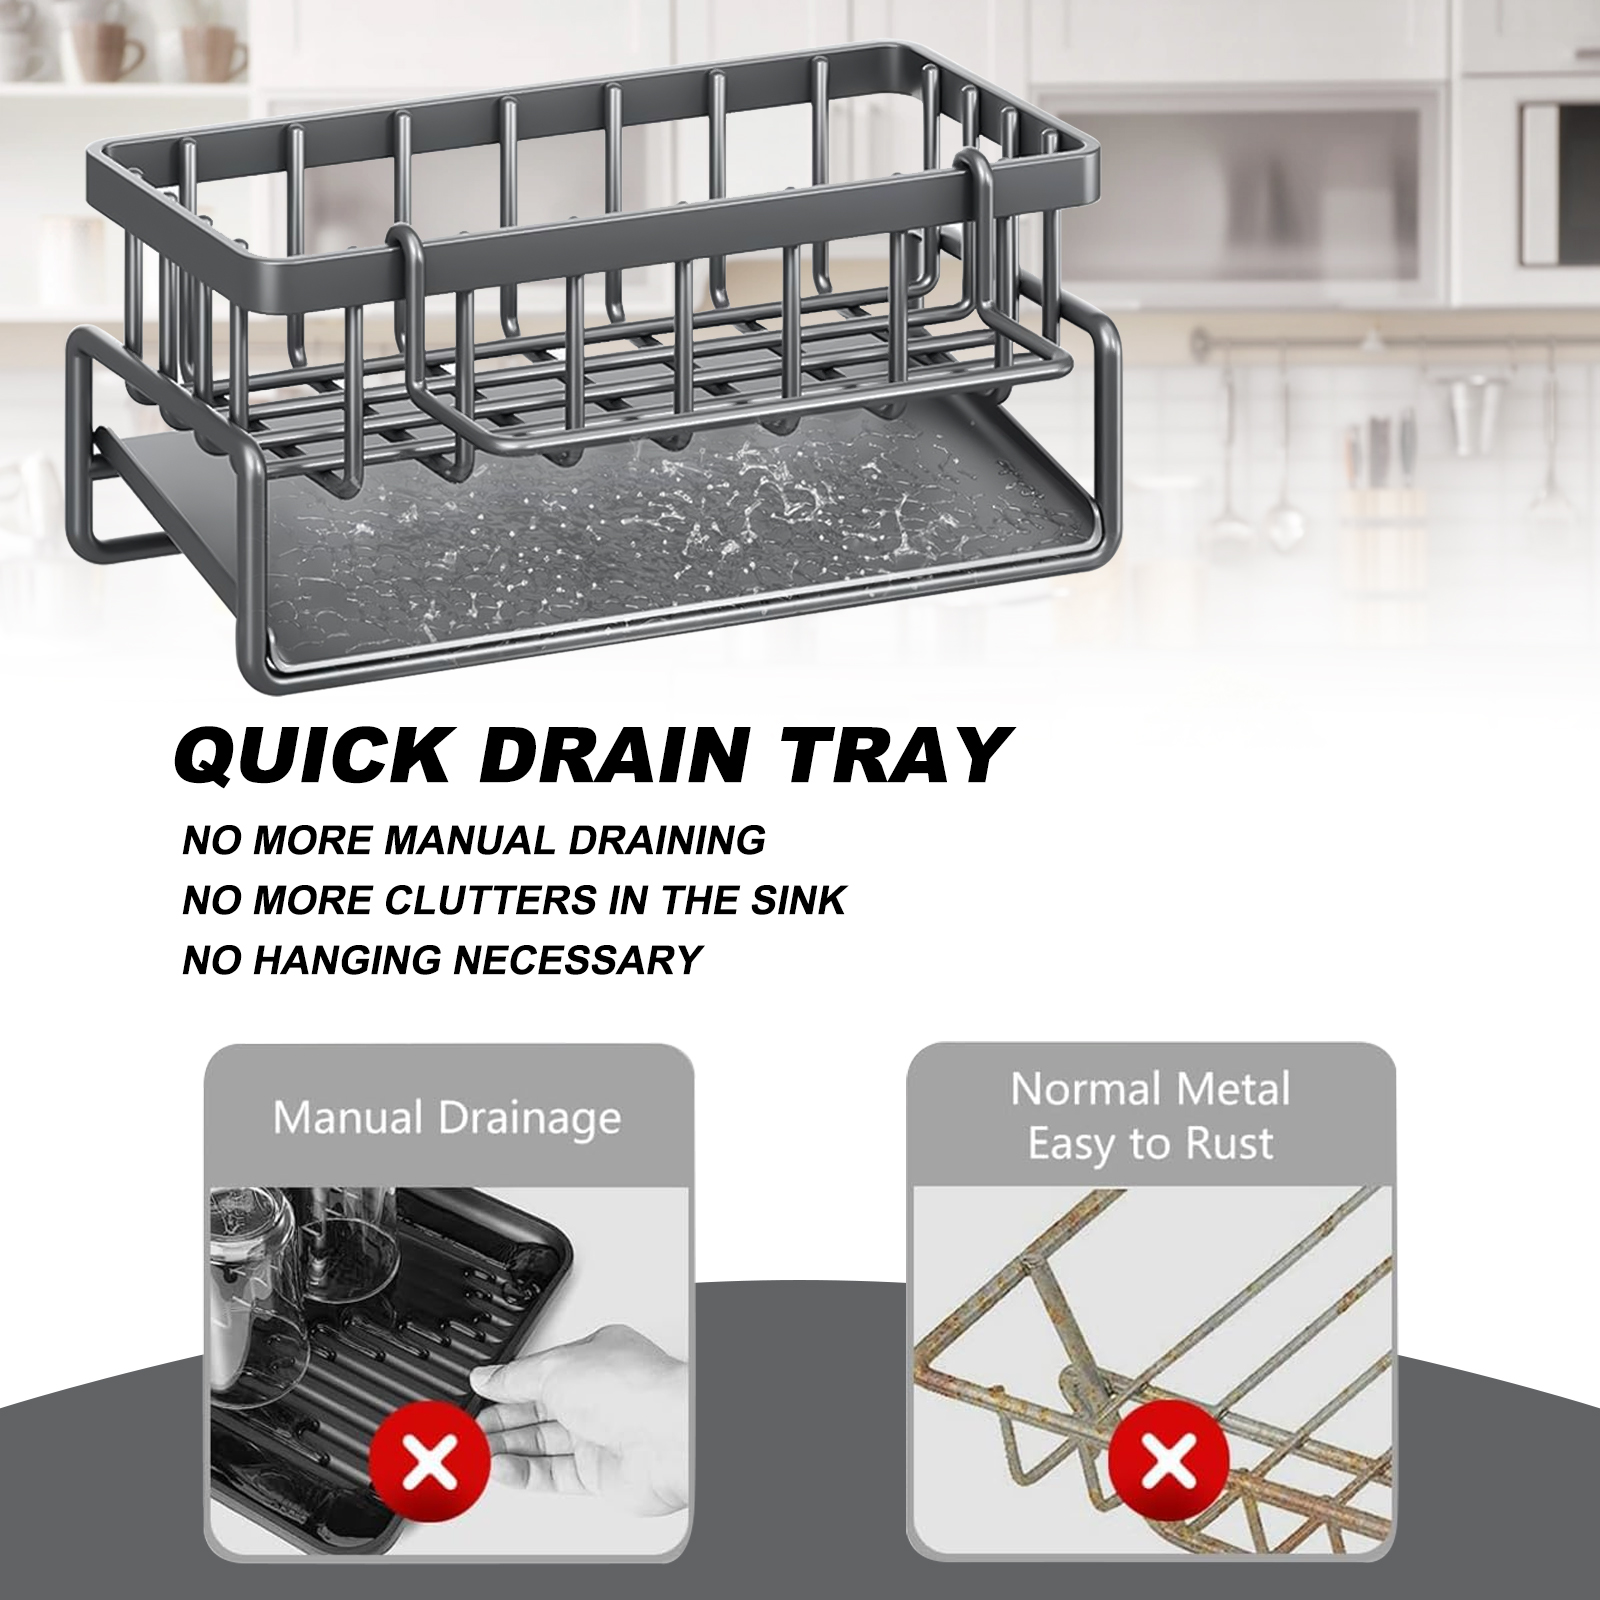 QUICK DRAIN TRAY
NO MORE MANUAL DRAINING
NO MORE CLUTTERS IN THE SINK
NO HANGING NECESSARY
Manual Drainage
Normal Metal
Easy to Rust